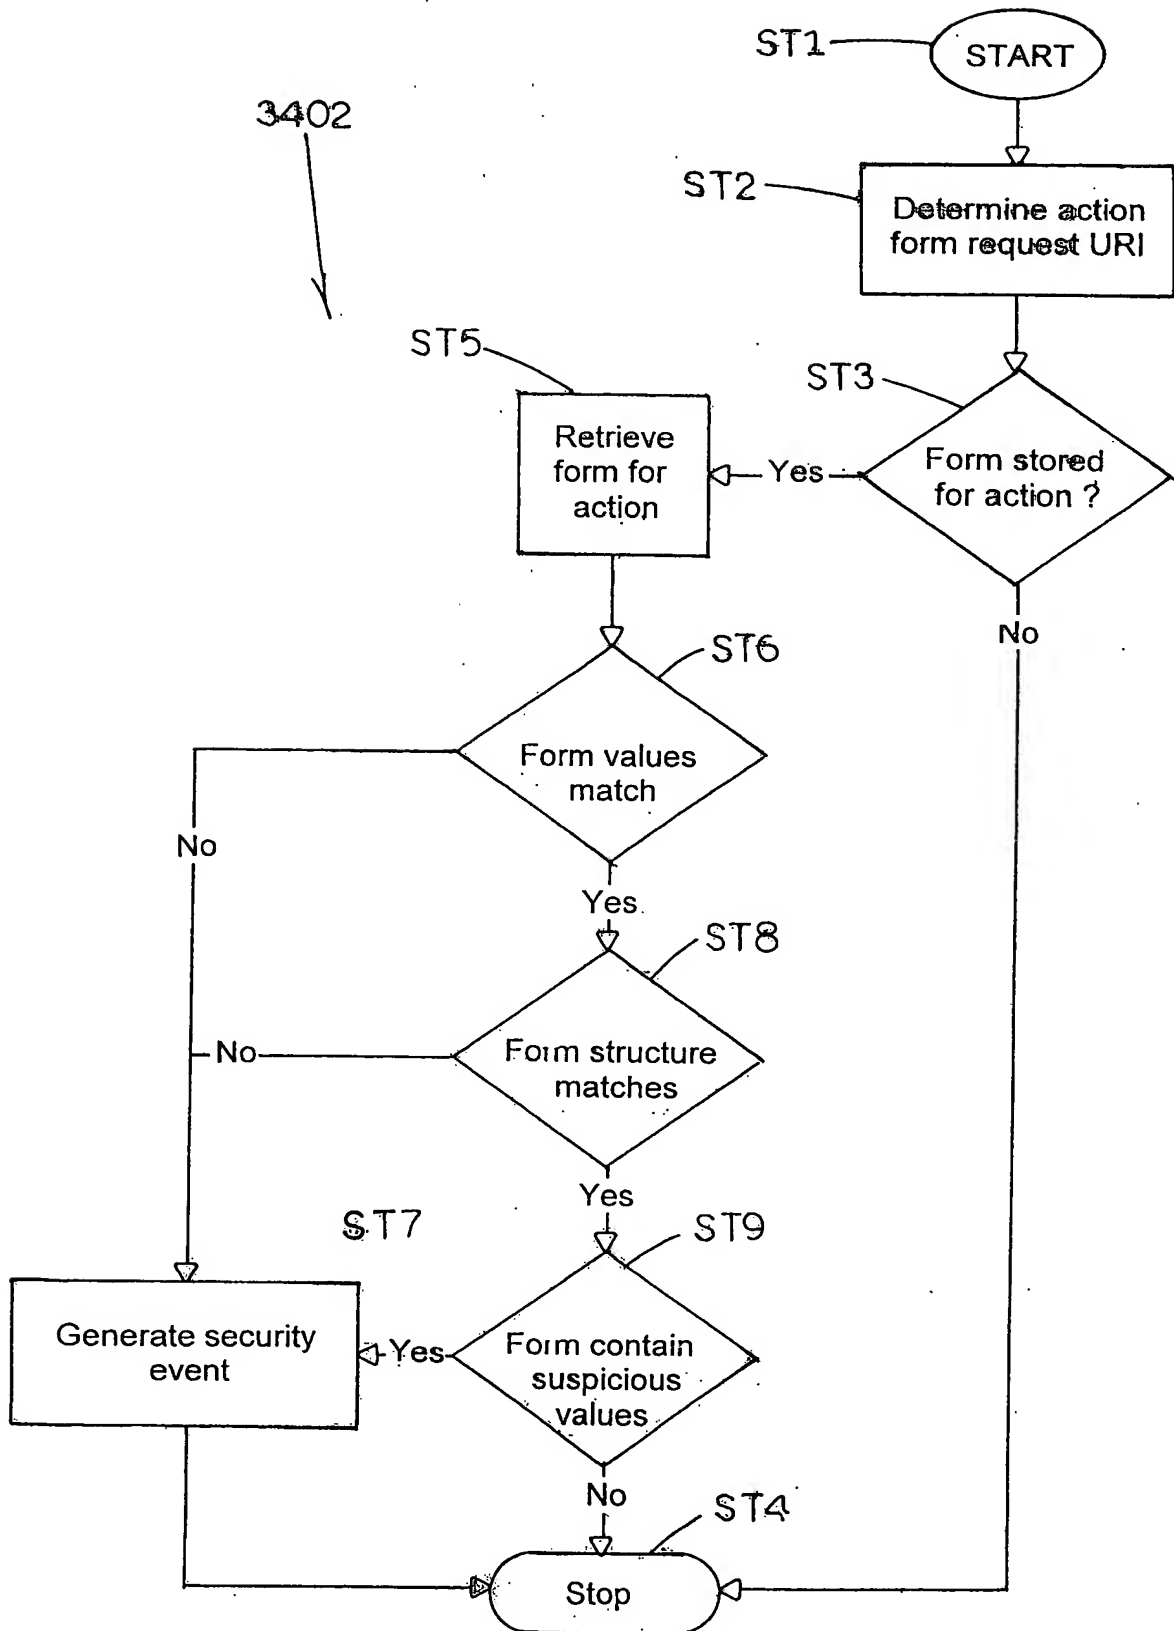 ST1
START
3402
ST2
Determine action
form request URI
ST5
ST3
Retrieve
form for
action
Yes
Form stored
for action ?
No
ST6
Form values
match
No
Yes
ST8
Form structure
matches
No
Yes
ST7
ST9
Generate security
event
Yes
Form contain
suspicious
values
No
ST4
Stop